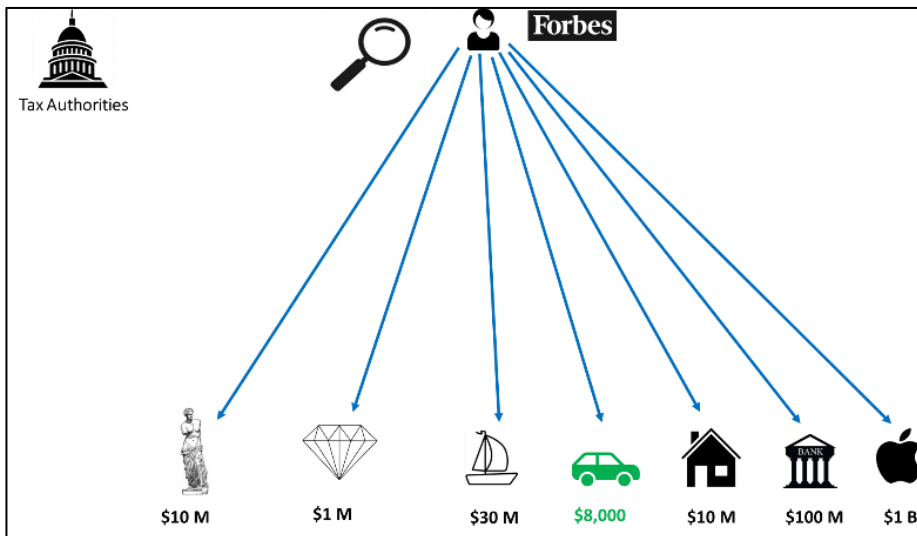 Forbes
Tax Authorities
BANK
$10 M
$1 M
$30 M
$8,000
$10 M
$100 M
$1 B